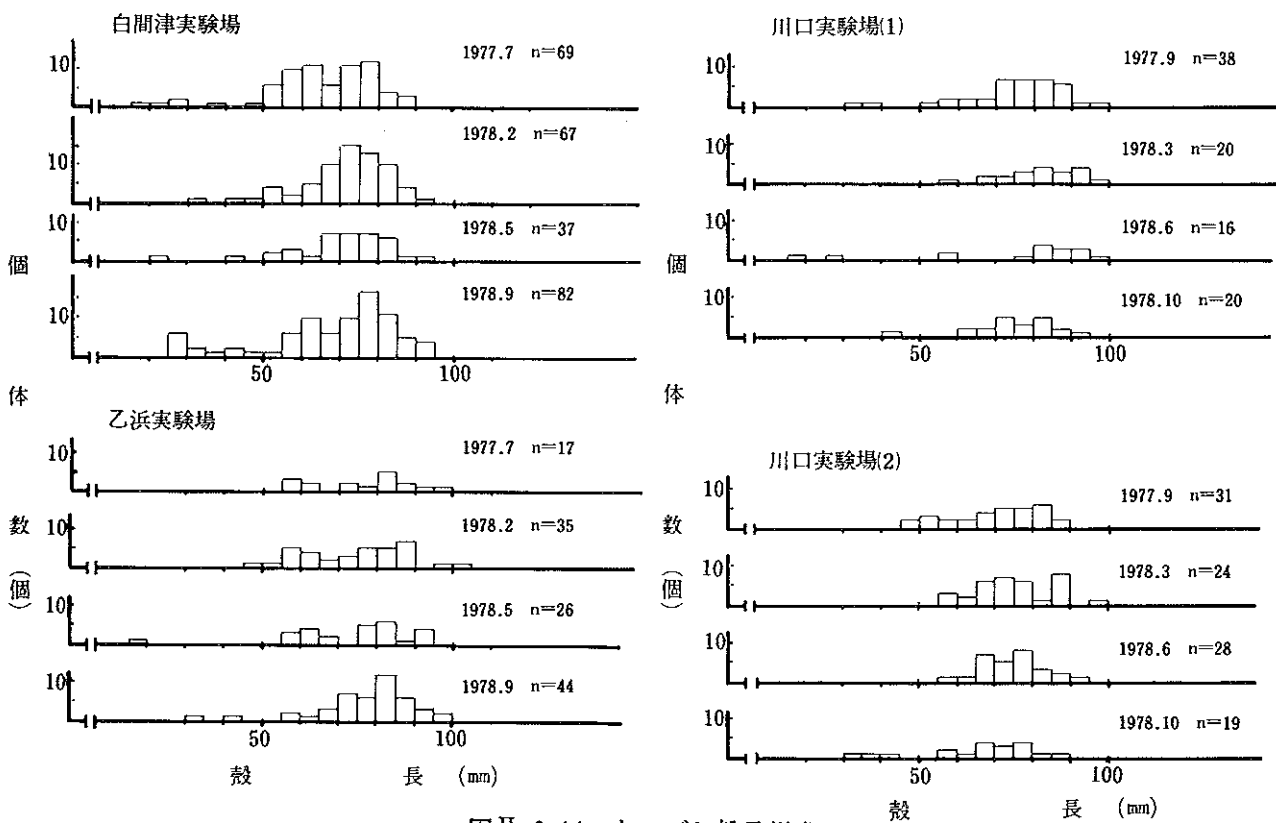 白間津実験場
10
1977.7 n=69
10
1978.2 n=67
10
1978.5 n=37
10
1978.9 n=82
50 100
乙浜実験場
10
1977.7 n=17
10
1978.2 n=35
10
1978.5 n=26
10
1978.9 n=44
50 100
殻長 (mm)
個体数(個)
川口実験場(1)
10
1977.9 n=38
10
1978.3 n=20
10
1978.6 n=16
10
1978.10 n=20
50 100
川口実験場(2)
10
1977.9 n=31
10
1978.3 n=24
10
1978.6 n=28
10
1978.10 n=19
50 100
殻長 (mm)
個体数(個)